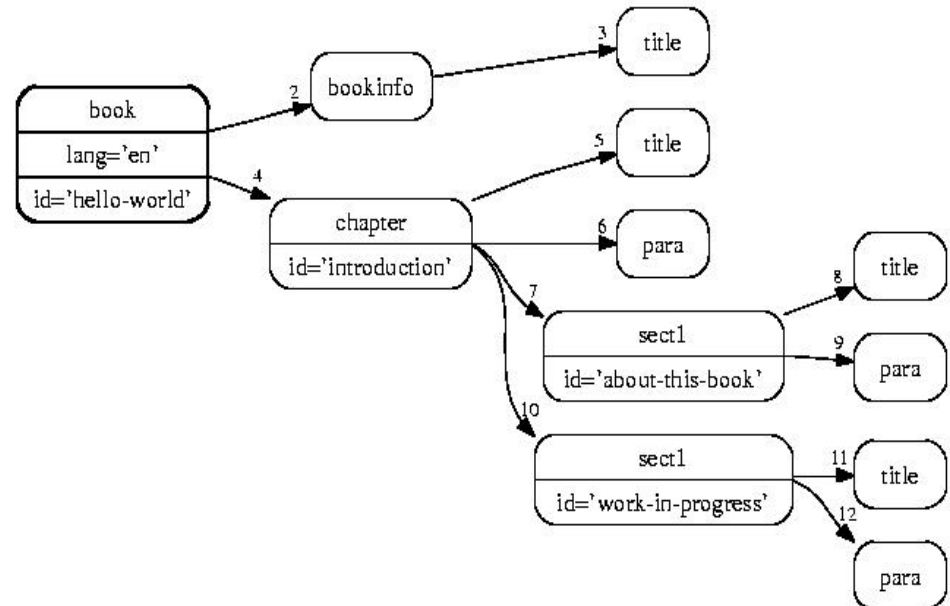 book
lang='en'
id='hello-world'
2
bookinfo
3
title
4
chapter
id='introduction'
5
title
6
para
7
sect1
id='about-this-book'
8
title
9
para
10
sect1
id='work-in-progress'
11
title
12
para